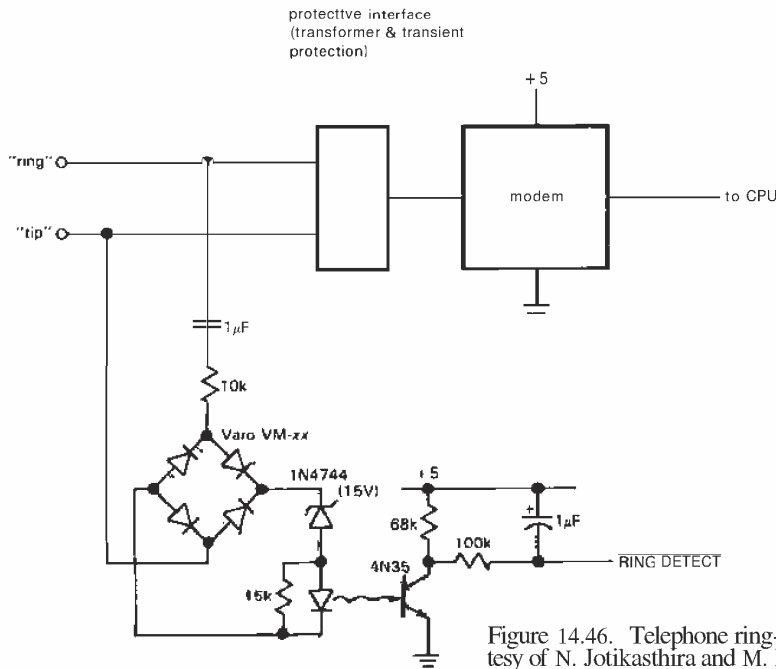 protecttve interface
(transformer & transient
protection)
+5
"ring"
modem
to CPU
"tip"
1µF
10k
Varo VM-xx
1N4744
(15V)
+5
68k
1µF
100k
RING DETECT
4N35
15k
Figure 14.46. Telephone ring-
tesy of N. Jotikasthira and M.